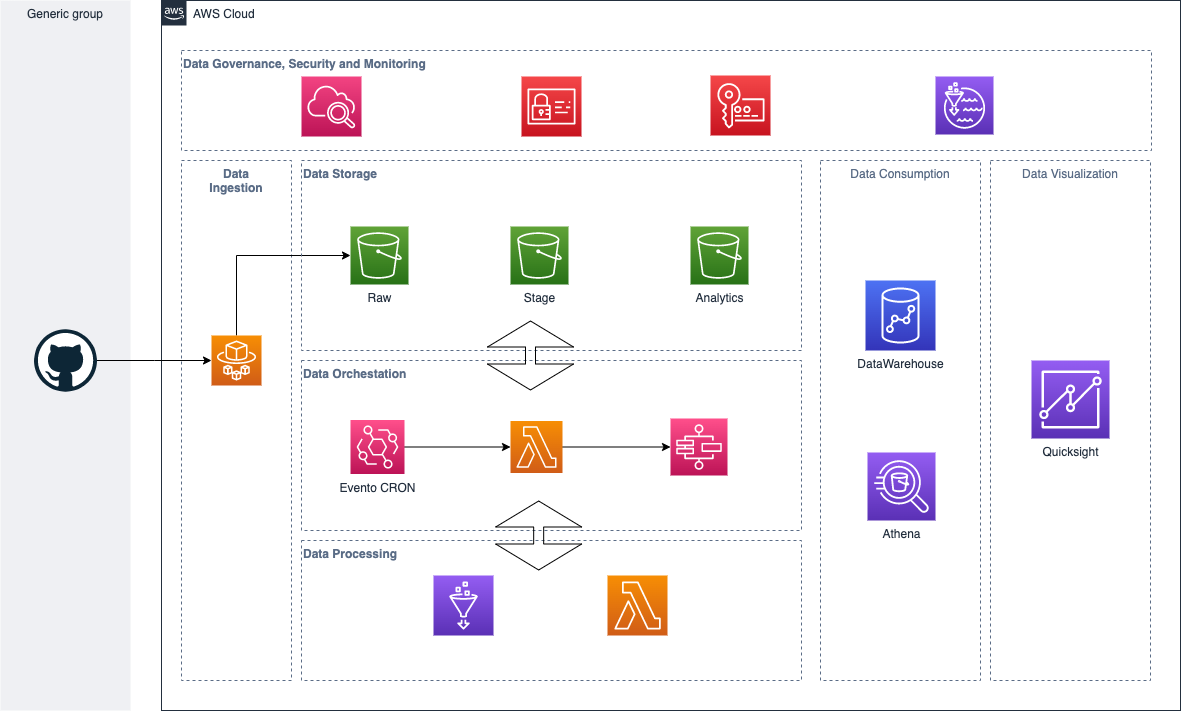 Generic group
aws
AWS Cloud
Data Governance, Security and Monitoring
Data
Ingestion
Data Storage
Data Consumption
Data Visualization
Raw
Stage
Analytics
DataWarehouse
Data Orchestation
Quicksight
Evento CRON
Athena
Data Processing